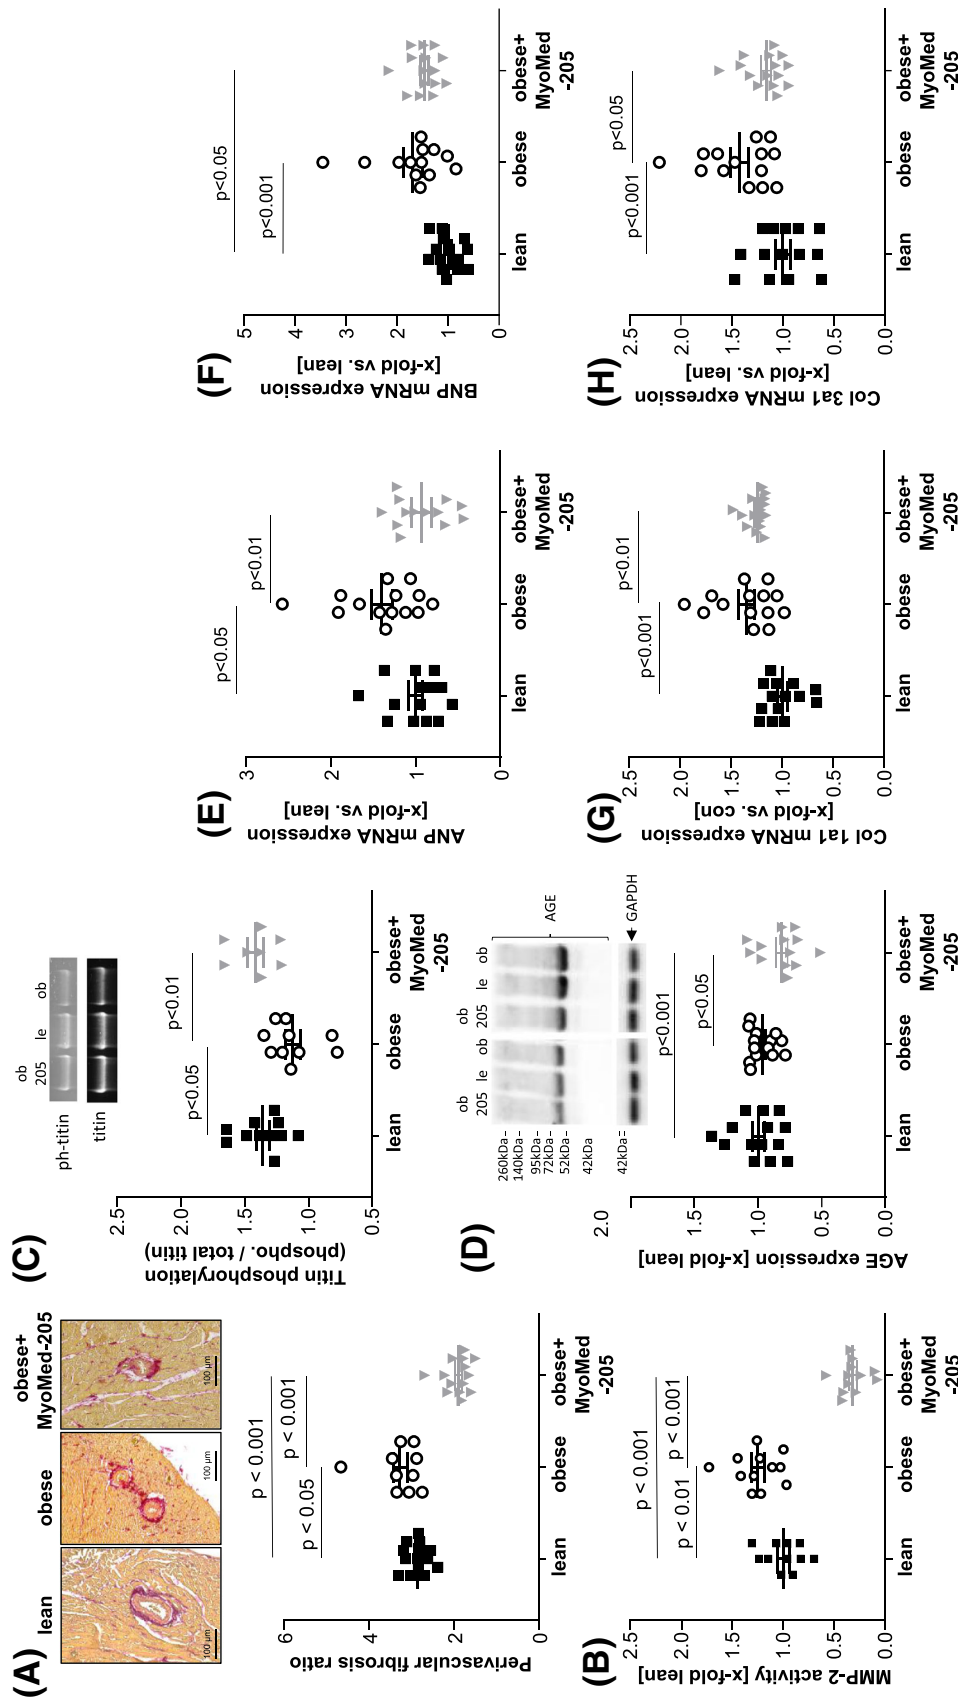 (A)
lean
obese
obese+
MyoMed-205
100 µm
100 µm
100 µm
Perivascular fibrosis ratio
6
4
2
0
p < 0.001
p < 0.05
p < 0.001
lean
obese
obese+
MyoMed
-205
(B)
MMP-2 activity [x-fold lean]
2.5
2.0
1.5
1.0
0.5
0.0
p < 0.001
p < 0.01
p < 0.001
lean
obese
obese+
MyoMed
-205
(C)
ob
205
le
ob
ph-titin
titin
Titin phosphorylation
(phospho. / total titin)
2.5
2.0
1.5
1.0
0.5
p<0.05
p<0.01
lean
obese
obese+
MyoMed
-205
(D)
ob
205
le
ob
ob
205
le
ob
260kDa
140kDa
95kDa
72kDa
52kDa
42kDa
42kDa
AGE
GAPDH
AGE expression [x-fold lean]
2.0
1.5
1.0
0.5
0.0
p<0.001
p<0.05
lean
obese
obese+
MyoMed
-205
(E)
ANP mRNA expression
[x-fold vs. lean]
3
2
1
0
p<0.05
p<0.01
lean
obese
obese+
MyoMed
-205
(F)
BNP mRNA expression
[x-fold vs. lean]
5
4
3
2
1
0
p<0.05
p<0.001
lean
obese
obese+
MyoMed
-205
(G)
Col 1a1 mRNA expression
[x-fold vs. con]
2.5
2.0
1.5
1.0
0.5
0.0
p<0.001
p<0.01
lean
obese
obese+
MyoMed
-205
(H)
Col 3a1 mRNA expression
[x-fold vs. lean]
2.5
2.0
1.5
1.0
0.5
0.0
p<0.001
p<0.05
lean
obese
obese+
MyoMed
-205